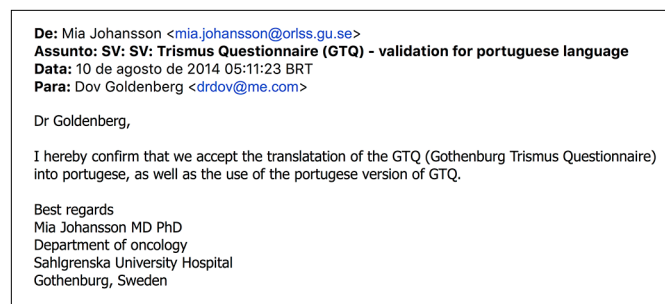 De: Mia Johansson <mia.johansson@orlss.gu.se>
Assunto: SV: SV: Trismus Questionnaire (GTQ) - validation for portuguese language
Data: 10 de agosto de 2014 05:11:23 BRT
Para: Dov Goldenberg <drdov@me.com>
Dr Goldenberg,
I hereby confirm that we accept the translatation of the GTQ (Gothenburg Trismus Questionnaire)
into portugese, as well as the use of the portugese version of GTQ.
Best regards
Mia Johansson MD PhD
Department of oncology
Sahlgrenska University Hospital
Gothenburg, Sweden